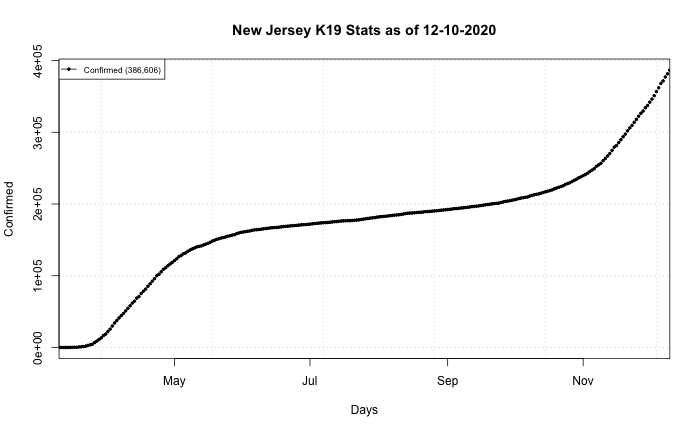 New Jersey K19 Stats as of 12-10-2020
Confirmed (386,606)
4e+05
3e+05
2e+05
1e+05
0e+00
Confirmed
May Jul Sep Nov
Days